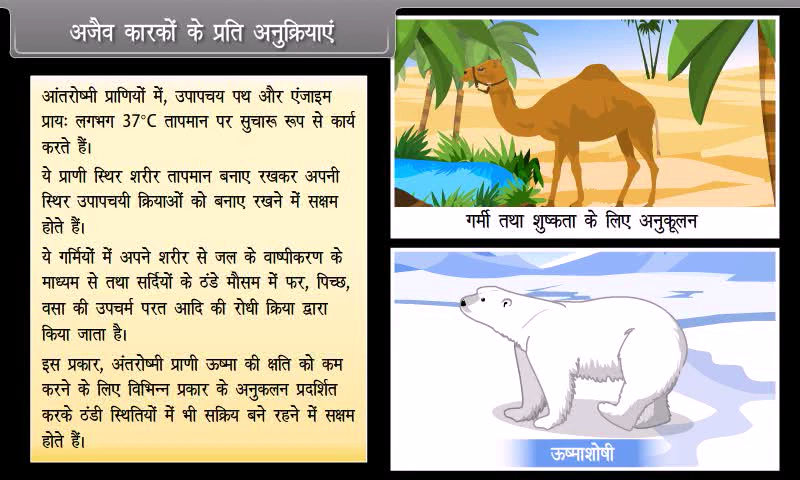 अजैव कारकों के प्रति अनुक्रियाएं
आंतरोष्मी प्राणियों में, उपापचय पथ और एंजाइम
प्रायः लगभग 37°C तापमान पर सुचारू रूप से कार्य
करते हैं।
ये प्राणी स्थिर शरीर तापमान बनाए रखकर अपनी
स्थिर उपापचयी क्रियाओं को बनाए रखने में सक्षम
होते हैं।
ये गर्मियों में अपने शरीर से जल के वाष्पीकरण के
माध्यम से तथा सर्दियों के ठंडे मौसम में फर, पिच्छ,
वसा की उपचर्म परत आदि की रोधी क्रिया द्वारा
किया जाता है।
इस प्रकार, अंतरोष्मी प्राणी ऊष्मा की क्षति को कम
करने के लिए विभिन्न प्रकार के अनुकलन प्रदर्शित
करके ठंडी स्थितियों में भी सक्रिय बने रहने में सक्षम
होते हैं।
गर्मी तथा शुष्कता के लिए अनुकूलन
ऊष्माशोषी